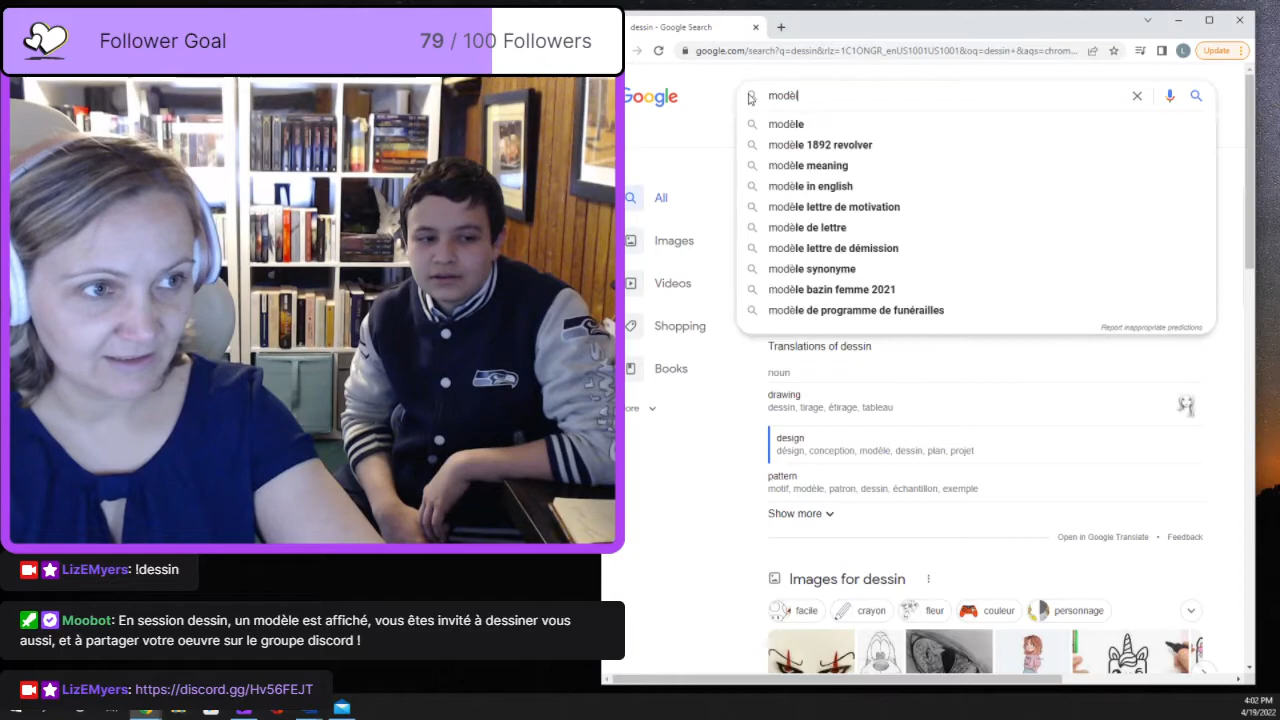 Follower Goal
79 / 100 Followers
LizEMyers: !dessin
Moobot: En session dessin, un modèle est affiché, vous êtes invité à dessiner vous
aussi, et à partager votre oeuvre sur le groupe discord !
LizEMyers: https://discord.gg/Hv56FEJT
dessin - Google Search
google.com/search?q=dessin&rlz=1C1ONGR_enUS1001US1001&oq=dessin+&aqs=chrom...
L
Update
Google
modèl
modèle
modèle 1892 revolver
modèle meaning
modèle in english
modèle lettre de motivation
modèle de lettre
modèle lettre de démission
modèle synonyme
modèle bazin femme 2021
modèle de programme de funérailles
Report inappropriate predictions
All
Images
Videos
Shopping
Books
ore
Translations of dessin
noun
drawing
dessin, tirage, étirage, tableau
design
désign, conception, modèle, dessin, plan, projet
pattern
motif, modèle, patron, dessin, échantillon, exemple
Show more
Open in Google Translate • Feedback
Images for dessin
facile
crayon
fleur
couleur
personnage
4:02 PM
4/19/2022